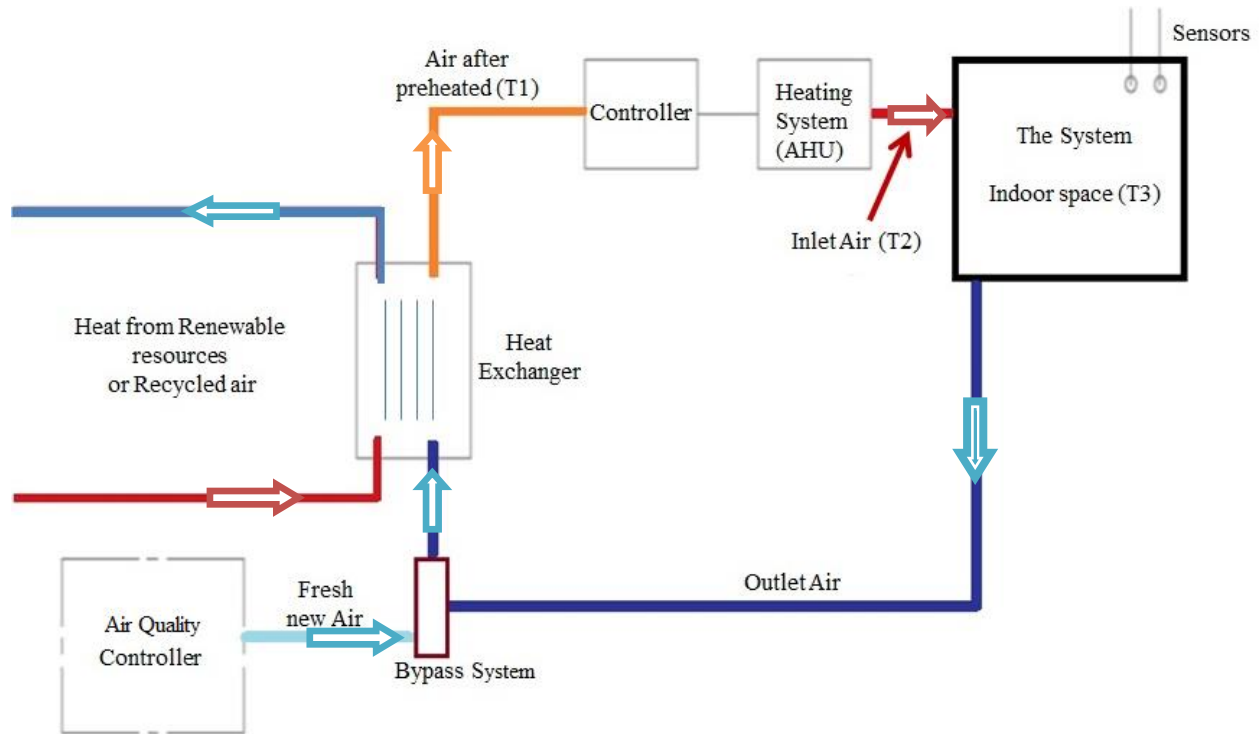 Sensors
Air after
preheated (T1)
Controller
Heating
System
(AHU)
The System
Indoor space (T3)
Inlet Air (T2)
Heat from Renewable
resources
or Recycled air
Heat
Exchanger
Outlet Air
Fresh
new Air
Air Quality
Controller
Bypass System